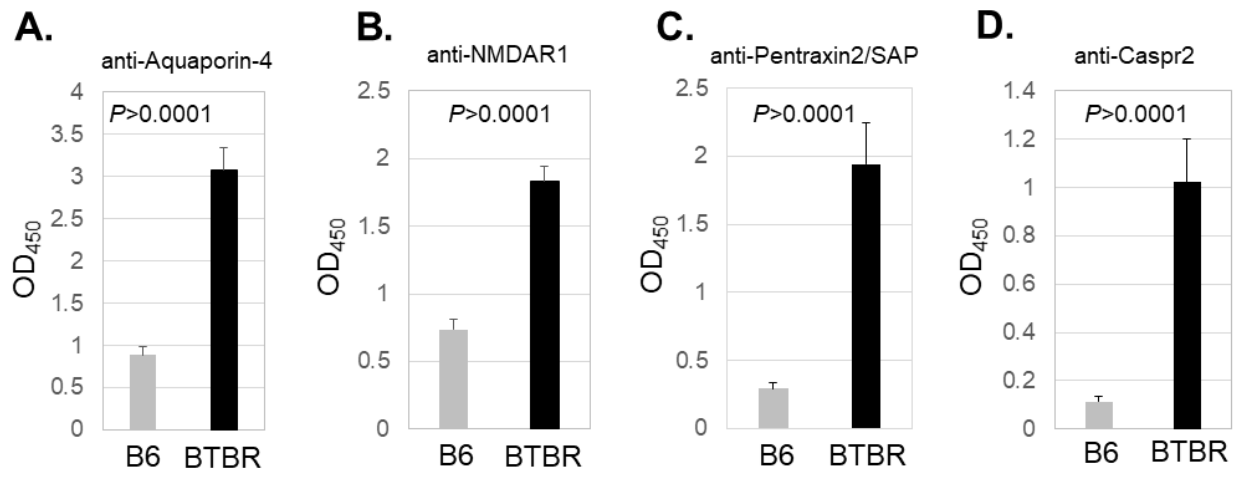 A.
anti-Aquaporin-4
P>0.0001
OD450
4
3.5
3
2.5
2
1.5
1
0.5
0
B6 BTBR
B.
anti-NMDAR1
P>0.0001
OD450
2.5
2
1.5
1
0.5
0
B6 BTBR
C.
anti-Pentraxin2/SAP
P>0.0001
OD450
2.5
2
1.5
1
0.5
0
B6 BTBR
D.
anti-Caspr2
P>0.0001
OD450
1.4
1.2
1
0.8
0.6
0.4
0.2
0
B6 BTBR